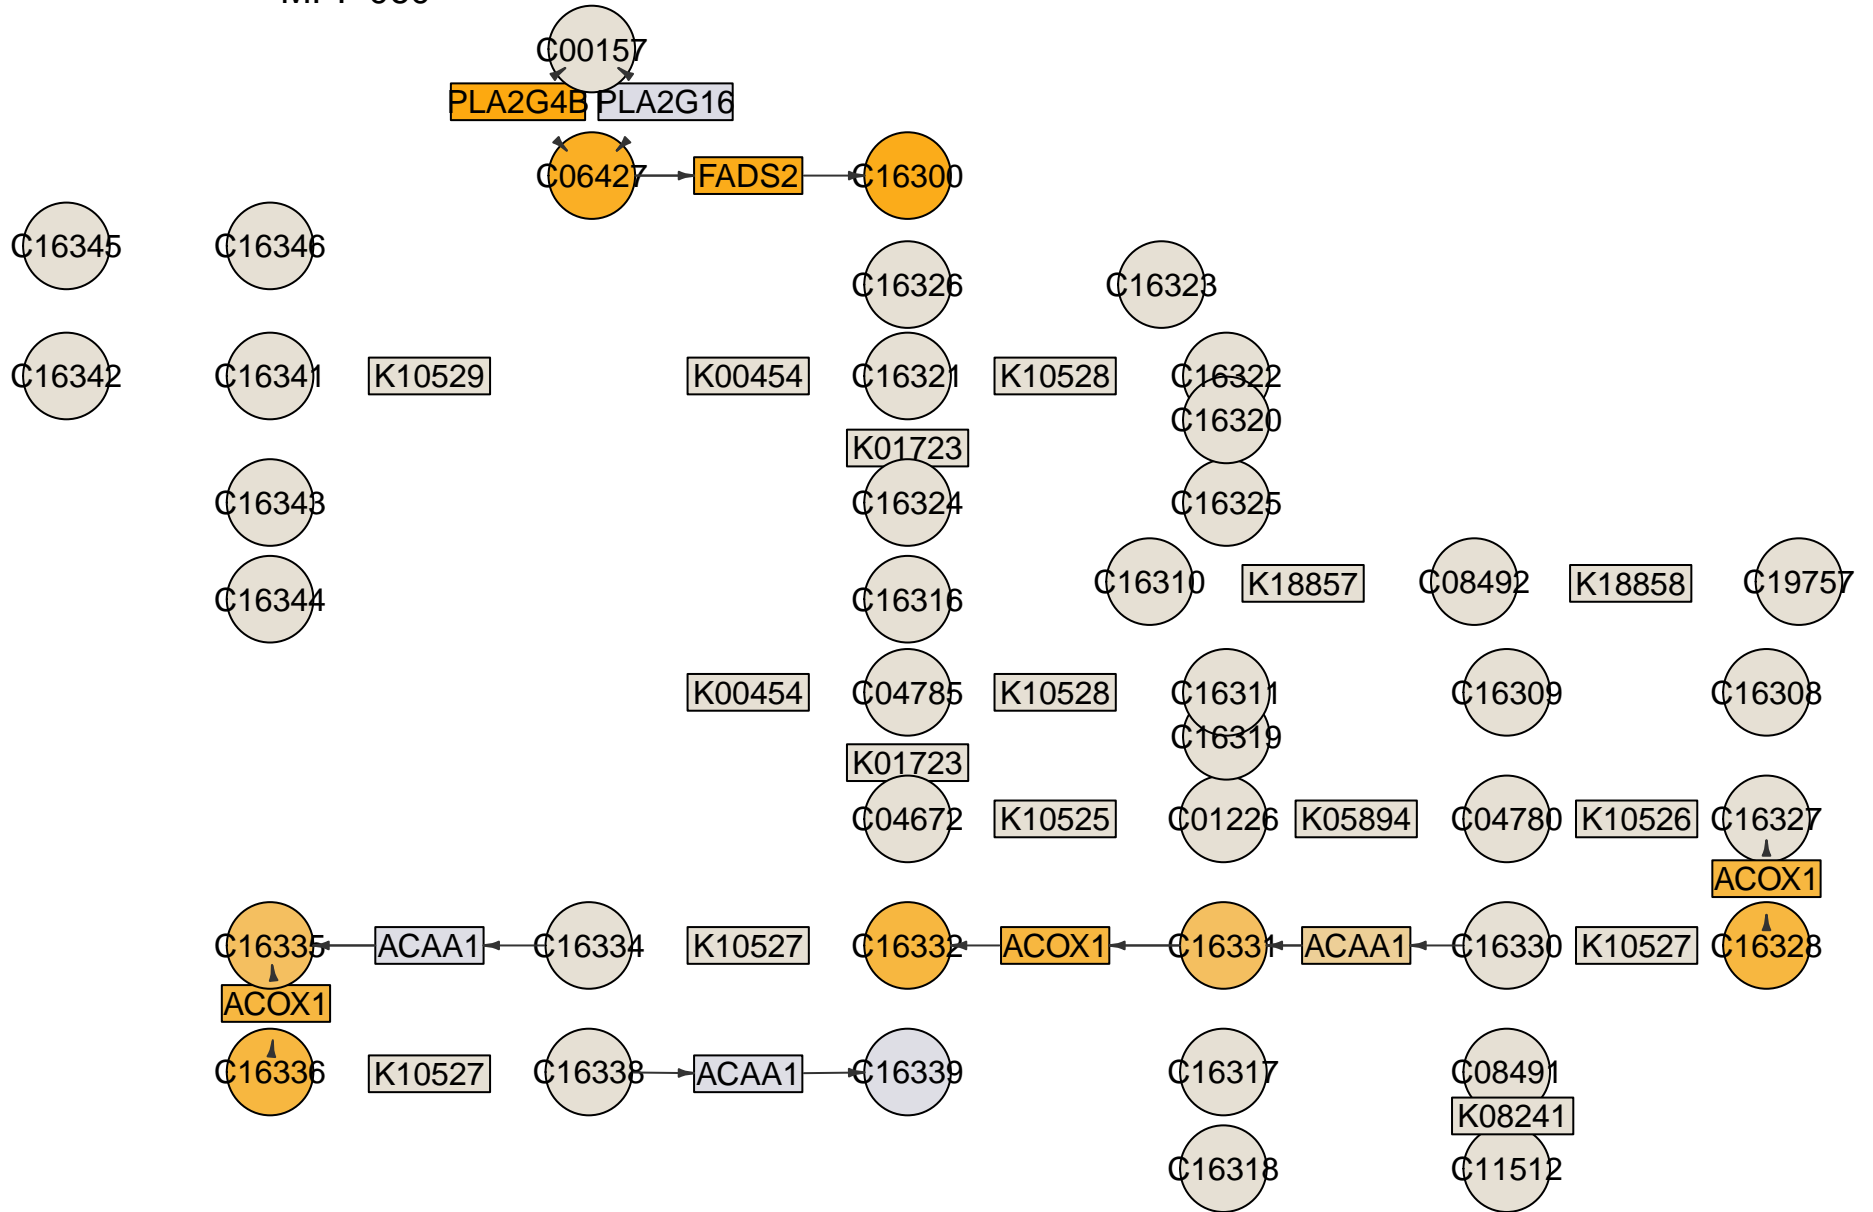 C00157
PLA2G4B PLA2G16
C06427 FADS2 C16300
C16345 C16346
C16326 C16323
C16342 C16341 K10529 K00454 C16321 K10528 C16322
C16320
K01723
C16343 C16324 C16325
C16310 K18857 C08492 K18858 C19757
C16344 C16316
K00454 C04785 K10528 C16311 C16309 C16308
C16319
K01723
C04672 K10525 C01226 K05894 C04780 K10526 C16327
ACOX1
C16335 ACAA1 C16334 K10527 C16332 ACOX1 C16331 ACAA1 C16330 K10527 C16328
ACOX1
C16336 K10527 C16338 ACAA1 C16339 C16317 C08491
K08241
C16318 C11512